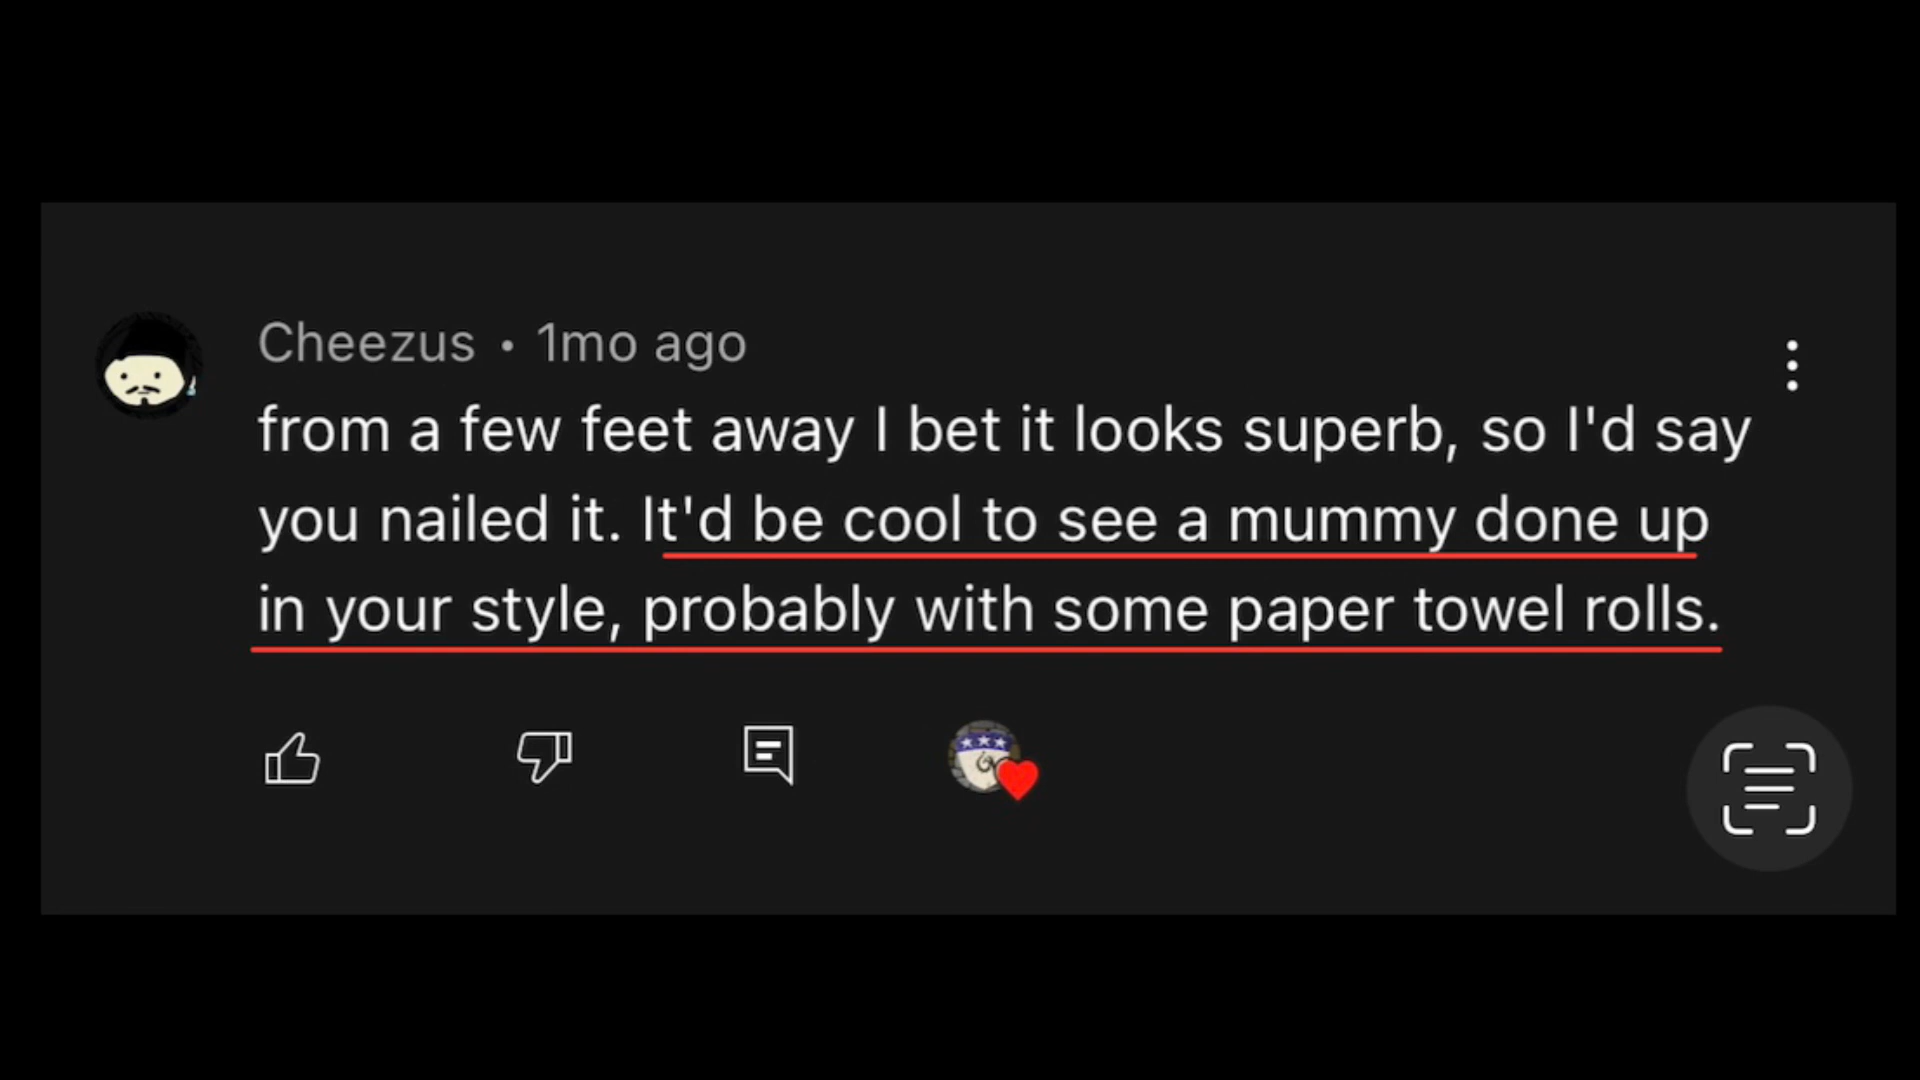 Cheezus • 1mo ago
from a few feet away I bet it looks superb, so I'd say
you nailed it. It'd be cool to see a mummy done up
in your style, probably with some paper towel rolls.